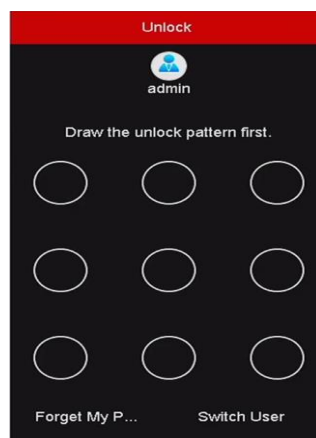 Unlock
admin
Draw the unlock pattern first.
Forget My P... Switch User